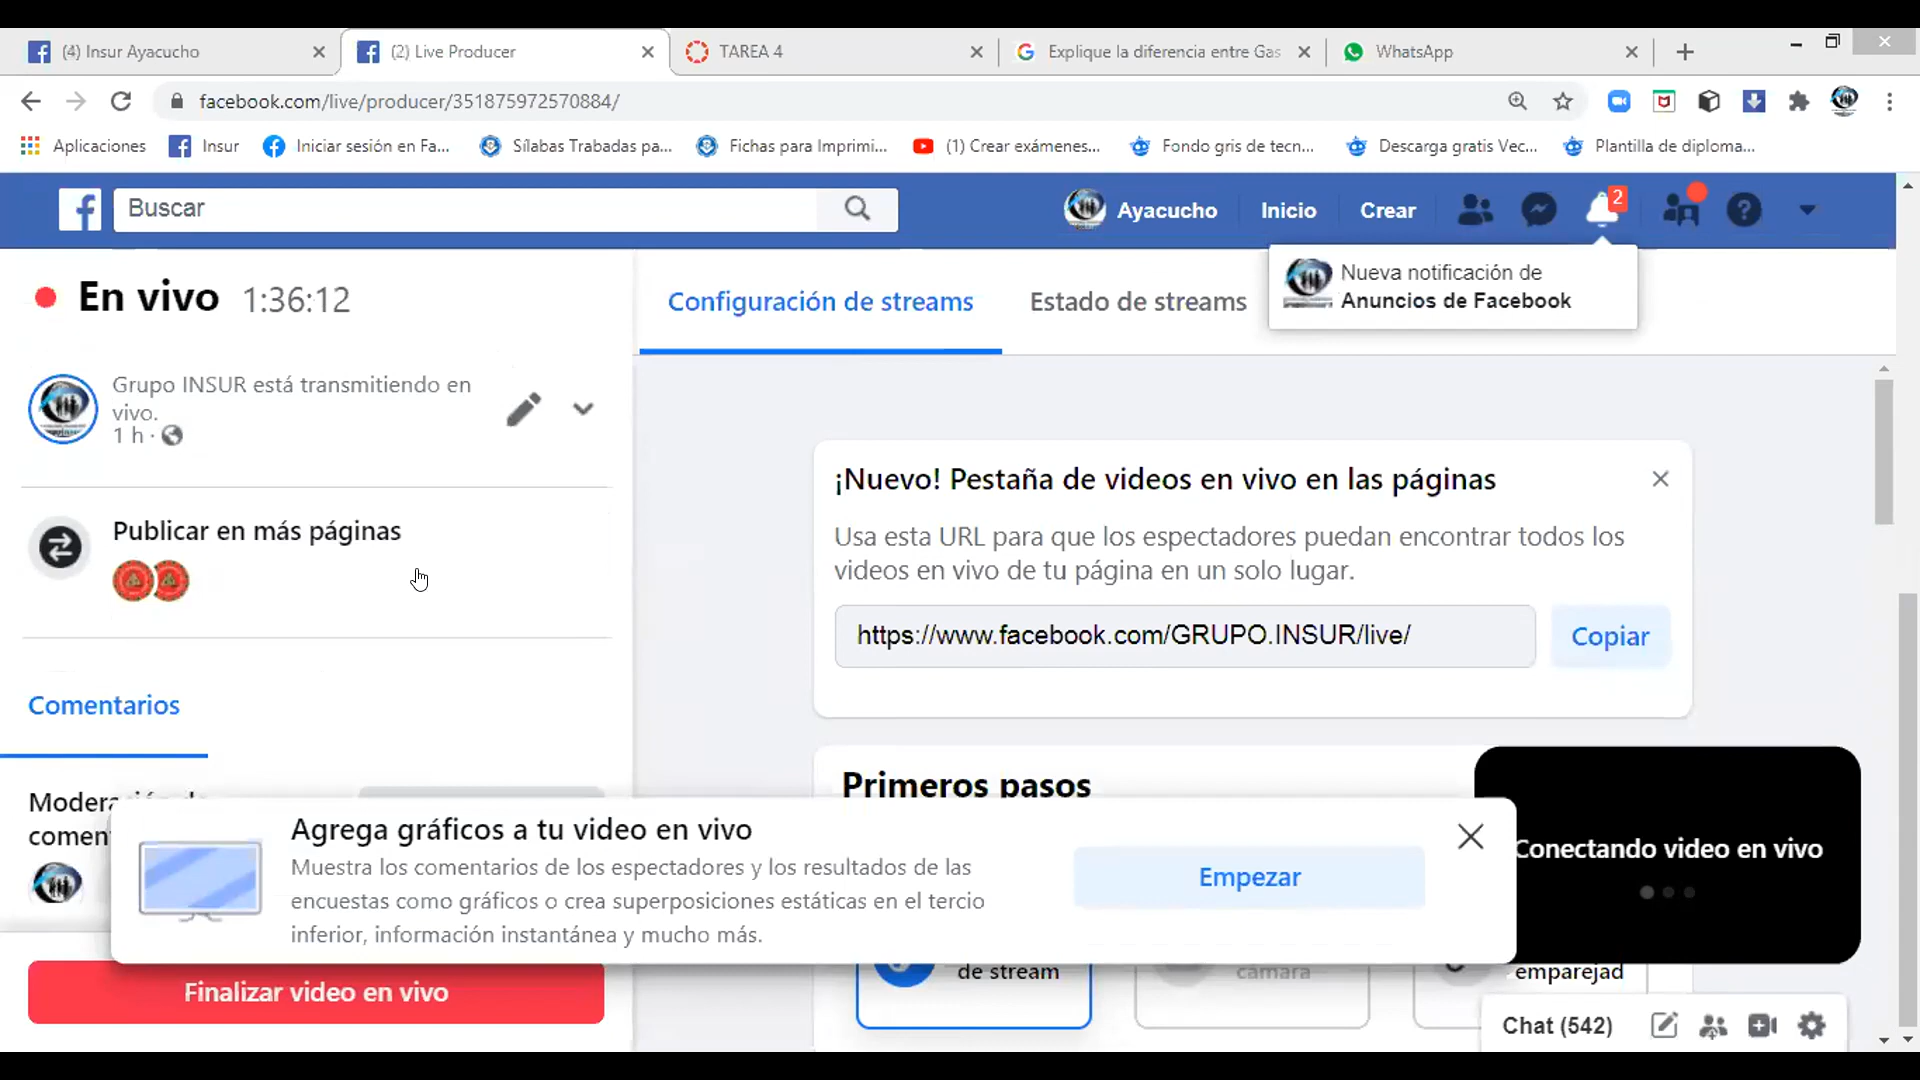 (4) Insur Ayacucho
(2) Live Producer
TAREA 4
Explique la diferencia entre Gas
WhatsApp
facebook.com/live/producer/351875972570884/
Aplicaciones
Insur
Iniciar sesión en Fa...
Sílabas Trabadas pa...
Fichas para Imprimi...
(1) Crear exámenes...
Fondo gris de tecn...
Descarga gratis Vec...
Plantilla de diploma...
Buscar
Ayacucho
Inicio
Crear
2
Nueva notificación de
Anuncios de Facebook
En vivo 1:36:12
Configuración de streams
Estado de streams
Grupo INSUR está transmitiendo en
vivo.
1 h ·
Publicar en más páginas
¡Nuevo! Pestaña de videos en vivo en las páginas
Usa esta URL para que los espectadores puedan encontrar todos los
videos en vivo de tu página en un solo lugar.
https://www.facebook.com/GRUPO.INSUR/live/
Copiar
Comentarios
Primeros pasos
Agrega gráficos a tu video en vivo
Muestra los comentarios de los espectadores y los resultados de las
encuestas como gráficos o crea superposiciones estáticas en el tercio
inferior, información instantánea y mucho más.
Empezar
Conectando video en vivo
de stream
cámara
emparejad
Finalizar video en vivo
Chat (542)